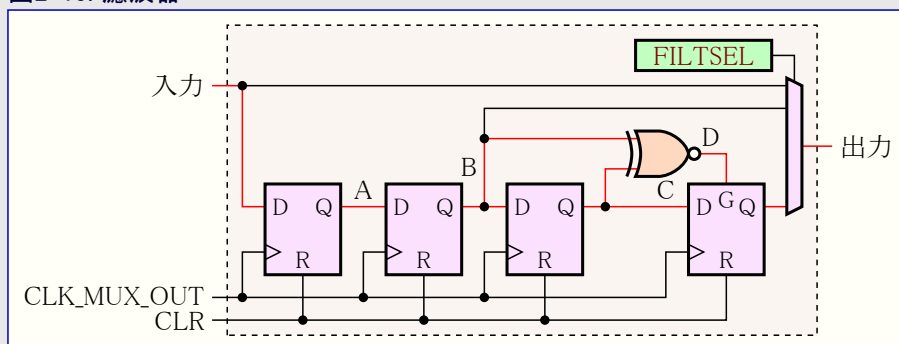 FILTSEL
入力
出力
A
B
C
D
D Q
R
D Q
R
D Q
R
D G Q
R
CLK_MUX_OUT
CLR